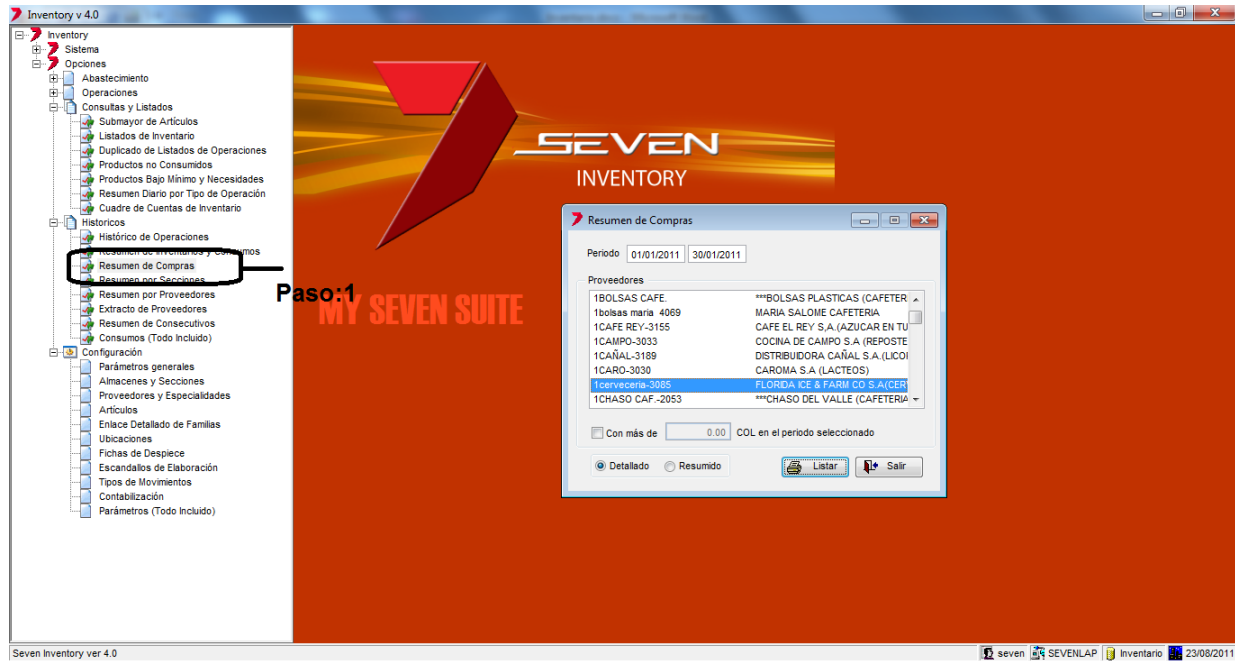 Inventory v 4.0
Inventory
Sistema
Opciones
Abastecimiento
Operaciones
Consultas y Listados
Submayor de Artículos
Listados de Inventario
Duplicado de Listados de Operaciones
Productos no Consumidos
Productos Bajo Mínimo y Necesidades
Resumen Diario por Tipo de Operación
Cuadre de Cuentas de Inventario
Historicos
Histórico de Operaciones
Resumen de Inventarios y Consumos
Resumen de Compras
Resumen por Secciones
Resumen por Proveedores
Extracto de Proveedores
Resumen de Consecutivos
Consumos (Todo Incluido)
Configuración
Parámetros generales
Almacenes y Secciones
Proveedores y Especialidades
Artículos
Enlace Detallado de Familias
Ubicaciones
Fichas de Despiece
Escandallos de Elaboración
Tipos de Movimientos
Contabilización
Parámetros (Todo Incluido)
Paso:1
SEVEN
INVENTORY
MY SEVEN SUITE
Resumen de Compras
Periodo 01/01/2011 30/01/2011
Proveedores
1BOLSAS CAFE. ***BOLSAS PLASTICAS (CAFETER
1bolsas maria 4069 MARIA SALOME CAFETERIA
1CAFE REY-3155 CAFE EL REY S,A.(AZUCAR EN TU
1CAMPO-3033 COCINA DE CAMPO S.A (REPOSTE
1CAÑAL-3189 DISTRIBUIDORA CAÑAL S.A.(LICOI
1CARO-3030 CAROMA S.A (LACTEOS)
1cerveceria-3085 FLORIDA ICE & FARM CO S.A(CER
1CHASO CAF.-2053 ***CHASO DEL VALLE (CAFETERIA
Con más de 0.00 COL en el periodo seleccionado
Detallado Resumido Listar Salir
Seven Inventory ver 4.0 seven SEVENLAP Inventario 23/08/2011